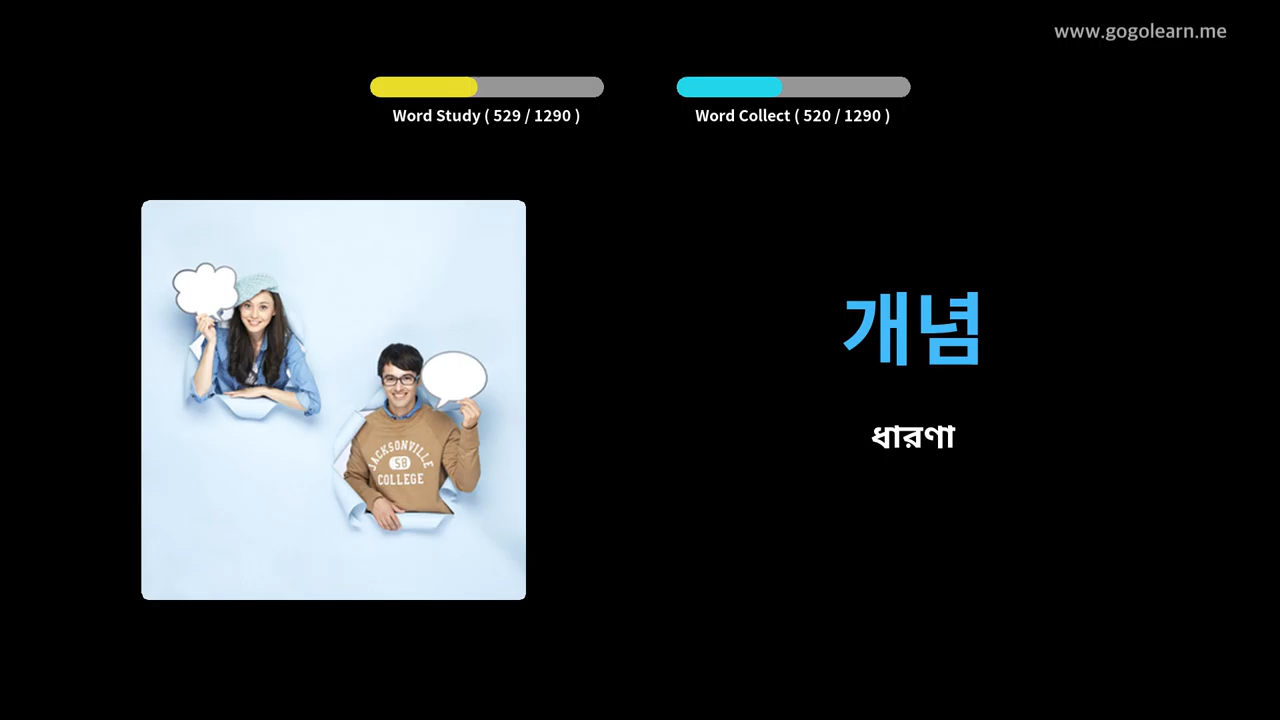 www.gogolearn.me
Word Study ( 529 / 1290 )
Word Collect ( 520 / 1290 )
개념
ধারণা
JACKSONVILLE
58
COLLEGE